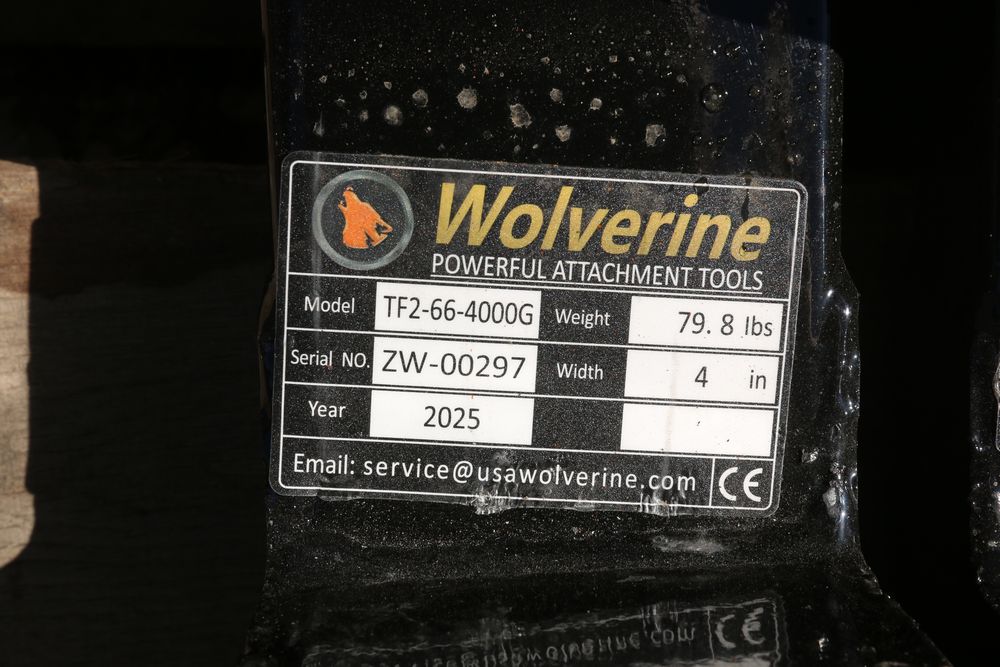 Wolverine
POWERFUL ATTACHMENT TOOLS
Model TF2-66-4000G Weight 79.8 lbs
Serial NO. ZW-00297 Width 4 in
Year 2025
Email: service@usawolverine.com CE